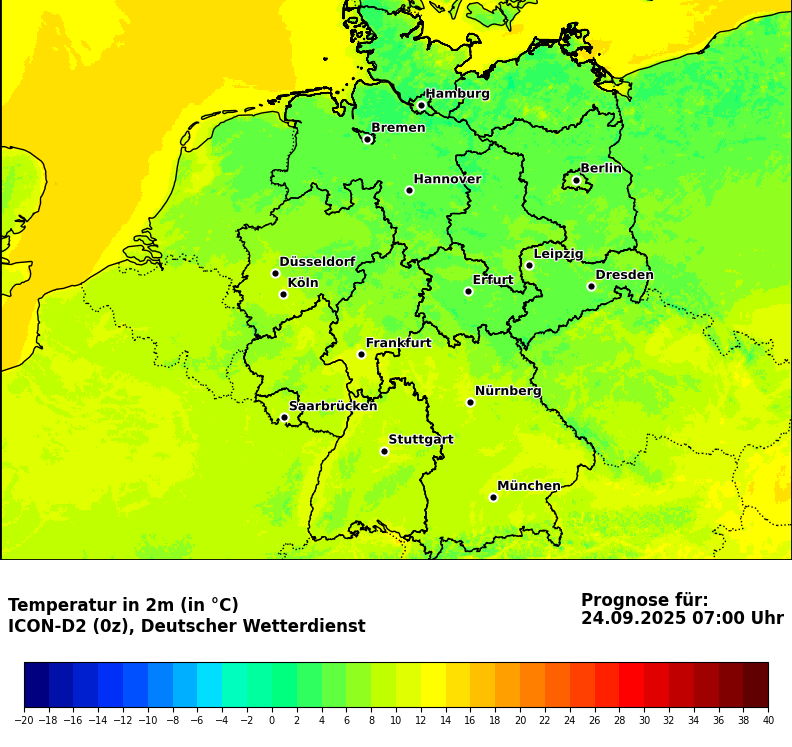 Hamburg
Bremen
Berlin
Hannover
Leipzig
Düsseldorf
Dresden
Köln
Erfurt
Frankfurt
Nürnberg
Saarbrücken
Stuttgart
München
Temperatur in 2m (in °C)
ICON-D2 (0z), Deutscher Wetterdienst
Prognose für:
24.09.2025 07:00 Uhr
−20 −18 −16 −14 −12 −10 −8 −6 −4 −2 0 2 4 6 8 10 12 14 16 18 20 22 24 26 28 30 32 34 36 38 40